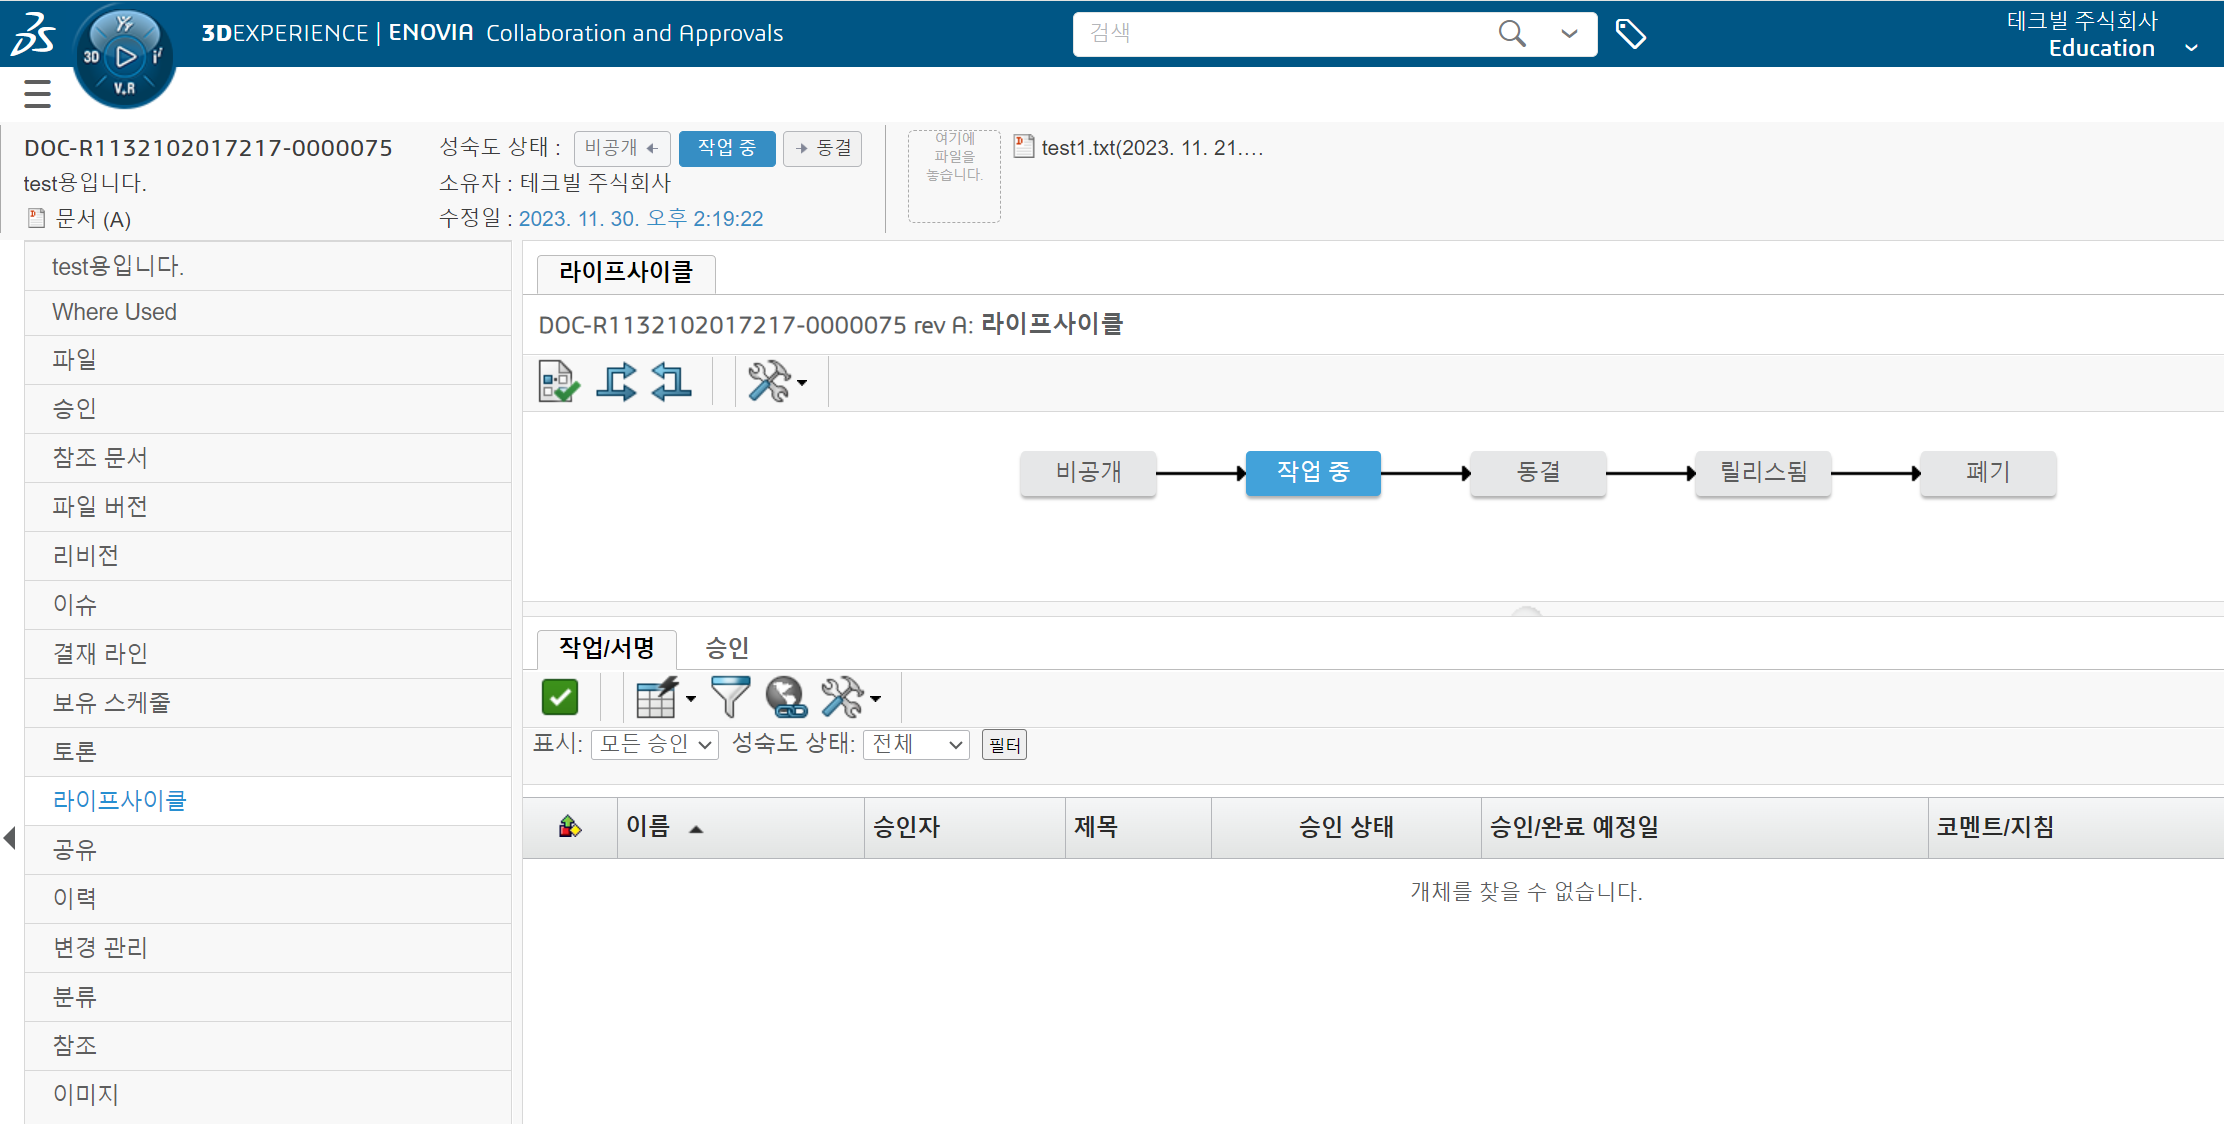 3DEXPERIENCE | ENOVIA Collaboration and Approvals
검색
테크빌 주식회사
Education
3D
V.R
DOC-R1132102017217-0000075
test용입니다.
문서 (A)
성숙도 상태 : 비공개 작업 중 동결
소유자 : 테크빌 주식회사
수정일 : 2023. 11. 30. 오후 2:19:22
여기에
파일을
놓습니다.
test1.txt(2023. 11. 21....
test용입니다.
Where Used
파일
승인
참조 문서
파일 버전
리비전
이슈
결재 라인
보유 스케줄
토론
라이프사이클
공유
이력
변경 관리
분류
참조
이미지
라이프사이클
DOC-R1132102017217-0000075 rev A: 라이프사이클
비공개 작업 중 동결 릴리스됨 폐기
작업/서명 승인
표시: 모든 승인 성숙도 상태: 전체 필터
이름 승인자 제목 승인 상태 승인/완료 예정일 코멘트/지침
개체를 찾을 수 없습니다.